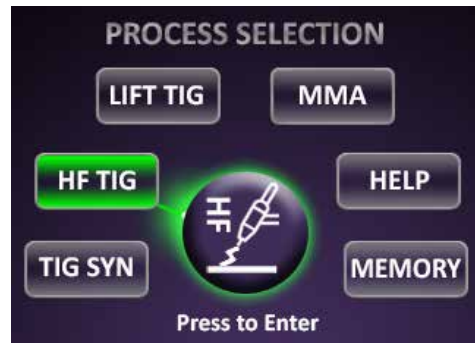 PROCESS SELECTION
LIFT TIG
MMA
HF TIG
HELP
HF
TIG SYN
MEMORY
Press to Enter